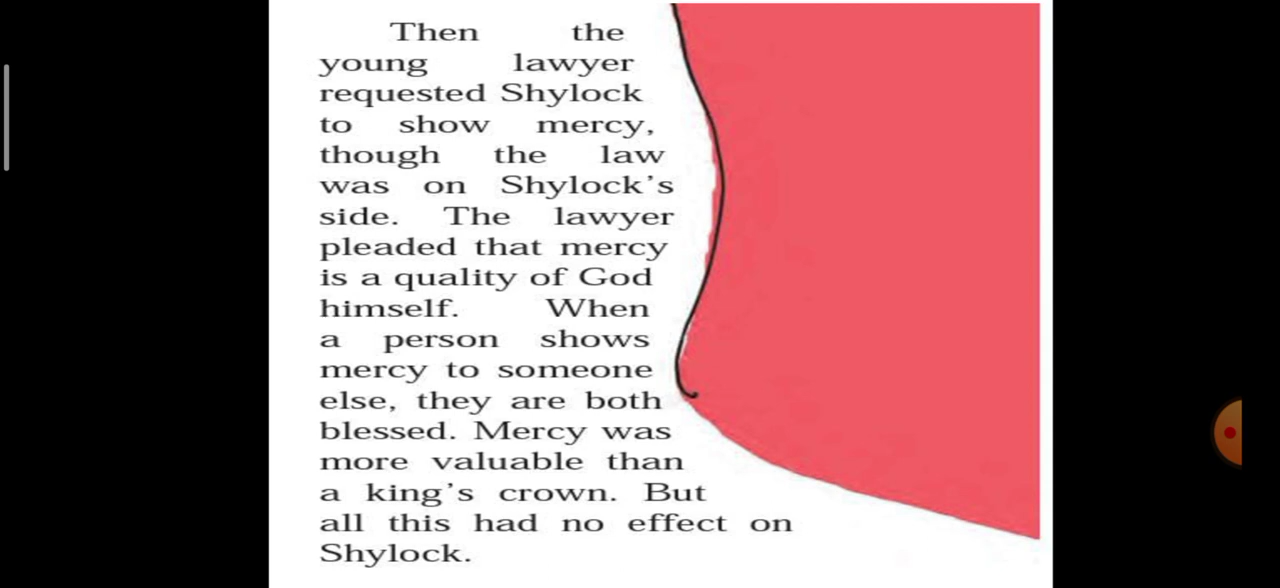 Then the
young lawyer
requested Shylock
to show mercy,
though the law
was on Shylock's
side. The lawyer
pleaded that mercy
is a quality of God
himself. When
a person shows
mercy to someone
else, they are both
blessed. Mercy was
more valuable than
a king's crown. But
all this had no effect on
Shylock.